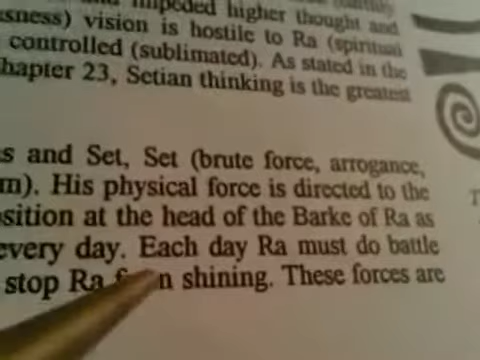 impeded higher thought and
sness) vision is hostile to Ra (spiritual
controlled (sublimated). As stated in the
hapter 23, Setian thinking is the greatest
s and Set, Set (brute force, arrogance,
m). His physical force is directed to the
sition at the head of the Barke of Ra as
every day. Each day Ra must do battle
stop Ra f n shining. These forces are